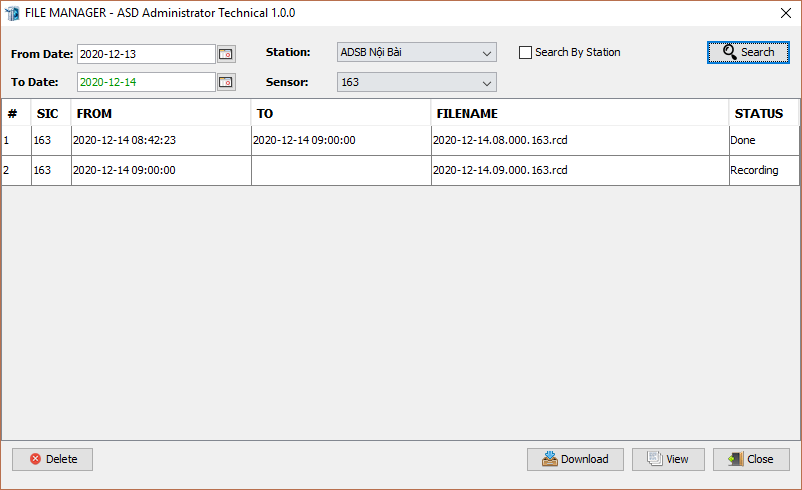 FILE MANAGER - ASD Administrator Technical 1.0.0
From Date: 2020-12-13 Station: ADSB Nội Bài Search By Station Search
To Date: 2020-12-14 Sensor: 163
# SIC FROM TO FILENAME STATUS
1 163 2020-12-14 08:42:23 2020-12-14 09:00:00 2020-12-14.08.000.163.rcd Done
2 163 2020-12-14 09:00:00 2020-12-14.09.000.163.rcd Recording
Delete Download View Close